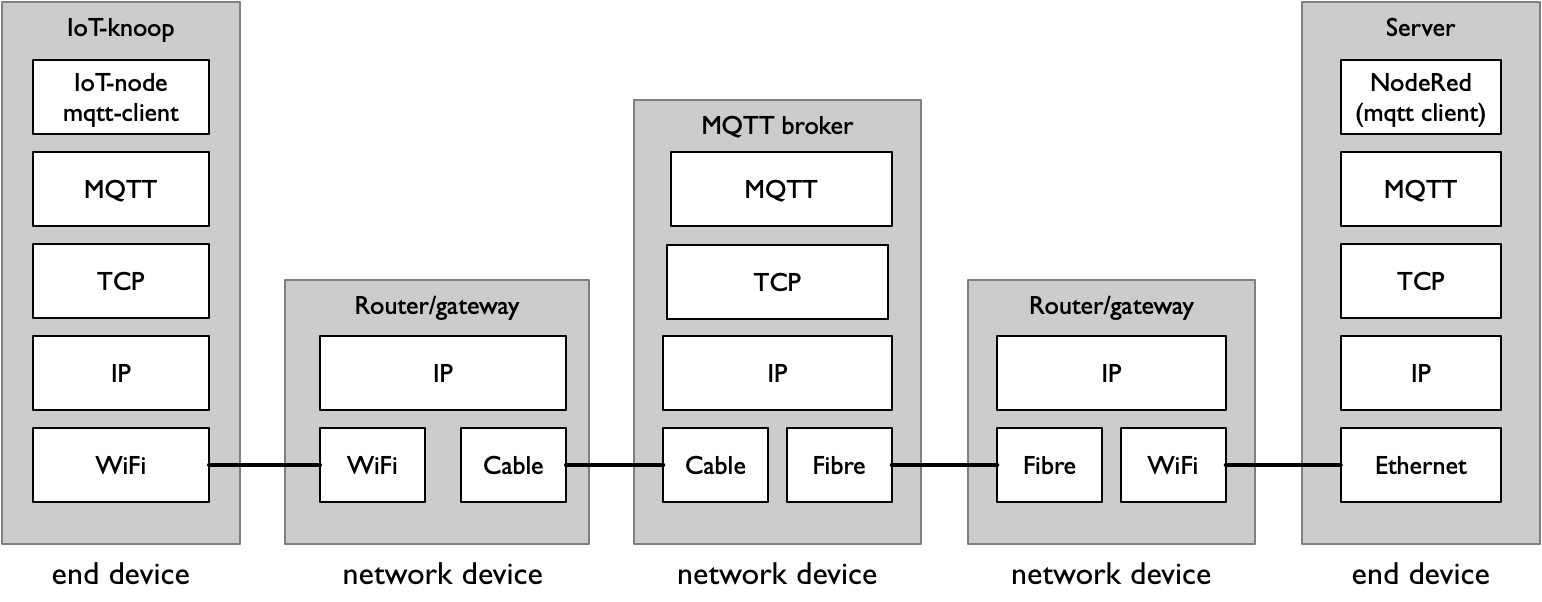 IoT-knoop
IoT-node
mqtt-client
MQTT
TCP
IP
WiFi
end device
Router/gateway
IP
WiFi
Cable
network device
MQTT broker
MQTT
TCP
IP
Cable
Fibre
network device
Router/gateway
IP
Fibre
WiFi
network device
Server
NodeRed
(mqtt client)
MQTT
TCP
IP
Ethernet
end device